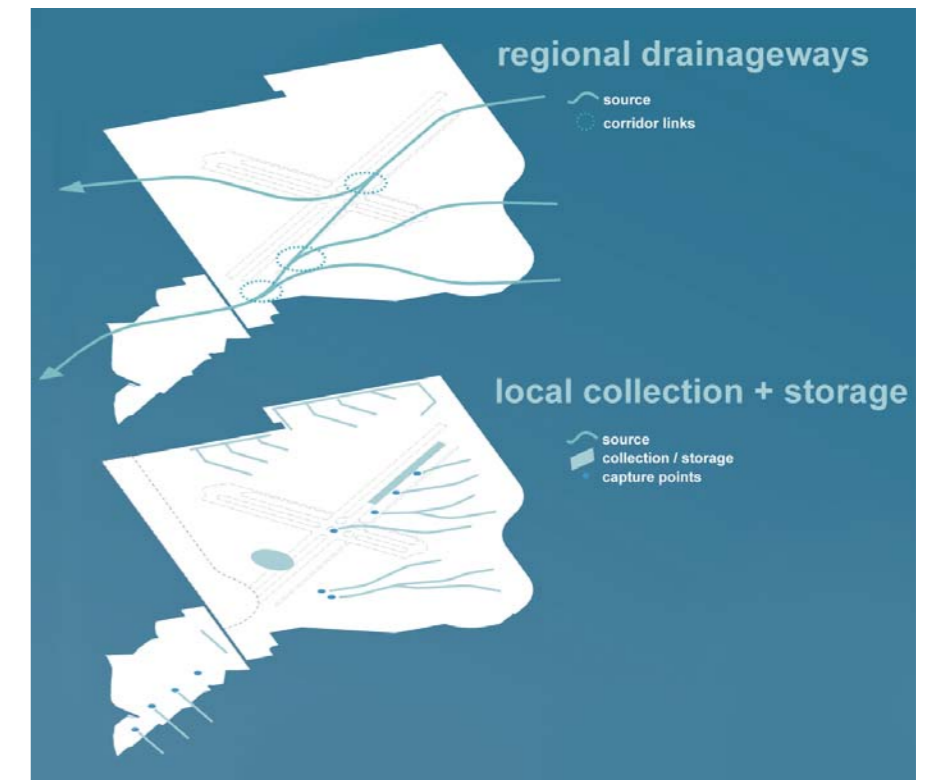 regional drainageways
source
corridor links
local collection + storage
source
collection / storage
capture points